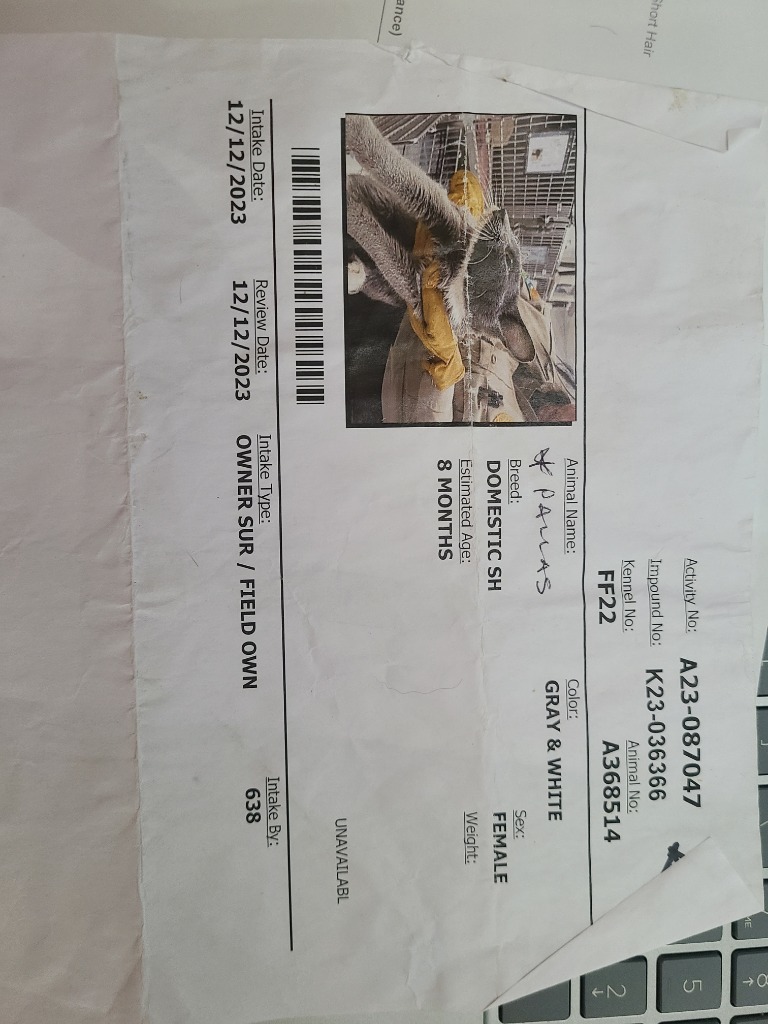 Activity No: A23-087047
Impound No: K23-036366
Kennel No: Animal No:
FF22 A368514
Animal Name: Color:
* PALLAS GRAY & WHITE
Breed: Sex:
DOMESTIC SH FEMALE
Estimated Age: Weight:
8 MONTHS
UNAVAILABL
Intake Date: Review Date: Intake Type: Intake By:
12/12/2023 12/12/2023 OWNER SUR / FIELD OWN 638
Short Hair
ance)
8
5
2